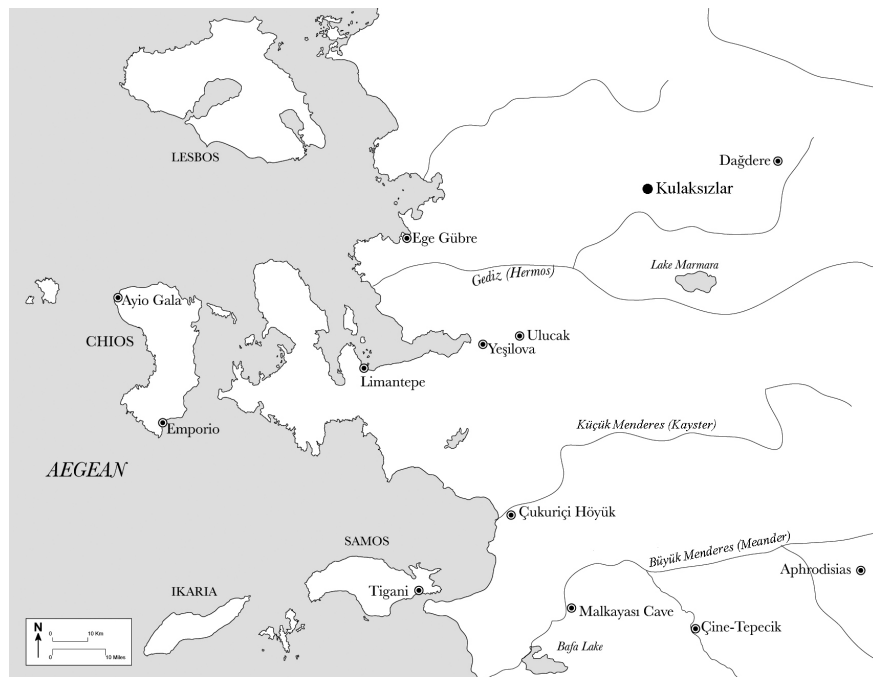 LESBOS
Dağdere
Kulaksızlar
Ege Gübre
Gediz (Hermos)
Lake Marmara
Ayio Gala
CHIOS
Ulucak
Yeşilova
Limantepe
Emporio
Küçük Menderes (Kayster)
AEGEAN
Çukuriçi Höyük
SAMOS
Büyük Menderes (Meander)
Aphrodisias
IKARIA
Tigani
Malkayası Cave
Çine-Tepecik
Bafa Lake
N
0 10 Km
0 10 Miles